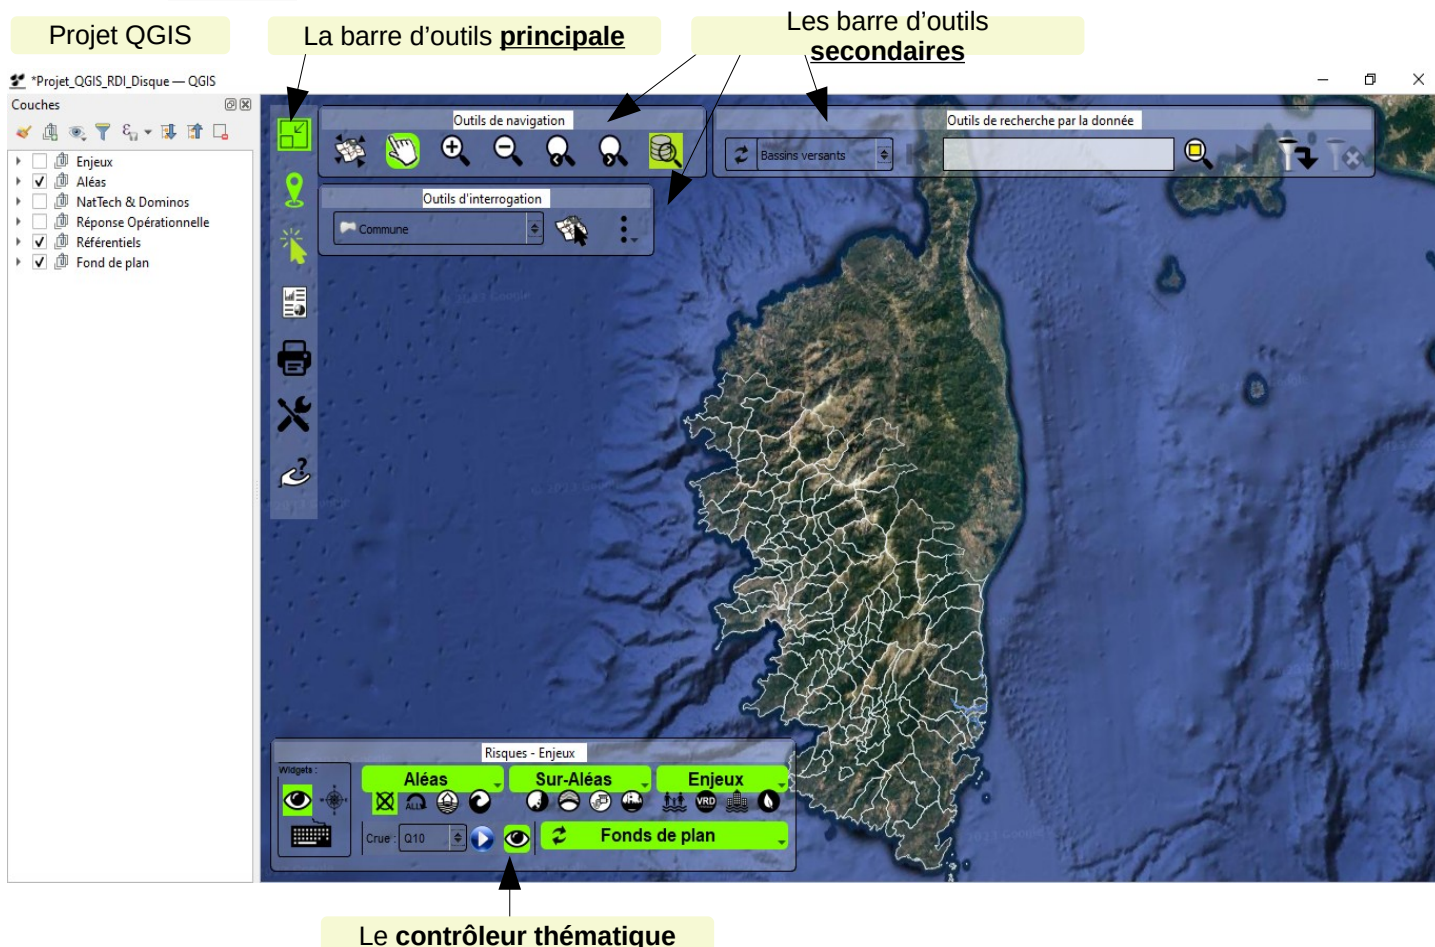 Projet QGIS
La barre d'outils principale
Les barre d'outils
secondaires
*Projet_QGIS_RDI_Disque — QGIS
Couches
Enjeux
Aléas
NatTech & Dominos
Réponse Opérationnelle
Référentiels
Fond de plan
Outils de navigation
Outils de recherche par la donnée
Bassins versants
Outils d'interrogation
Commune
Risques - Enjeux
Widgets :
Aléas
Sur-Aléas
Enjeux
ALL
VRD
Crue :
Q10
Fonds de plan
Le contrôleur thématique